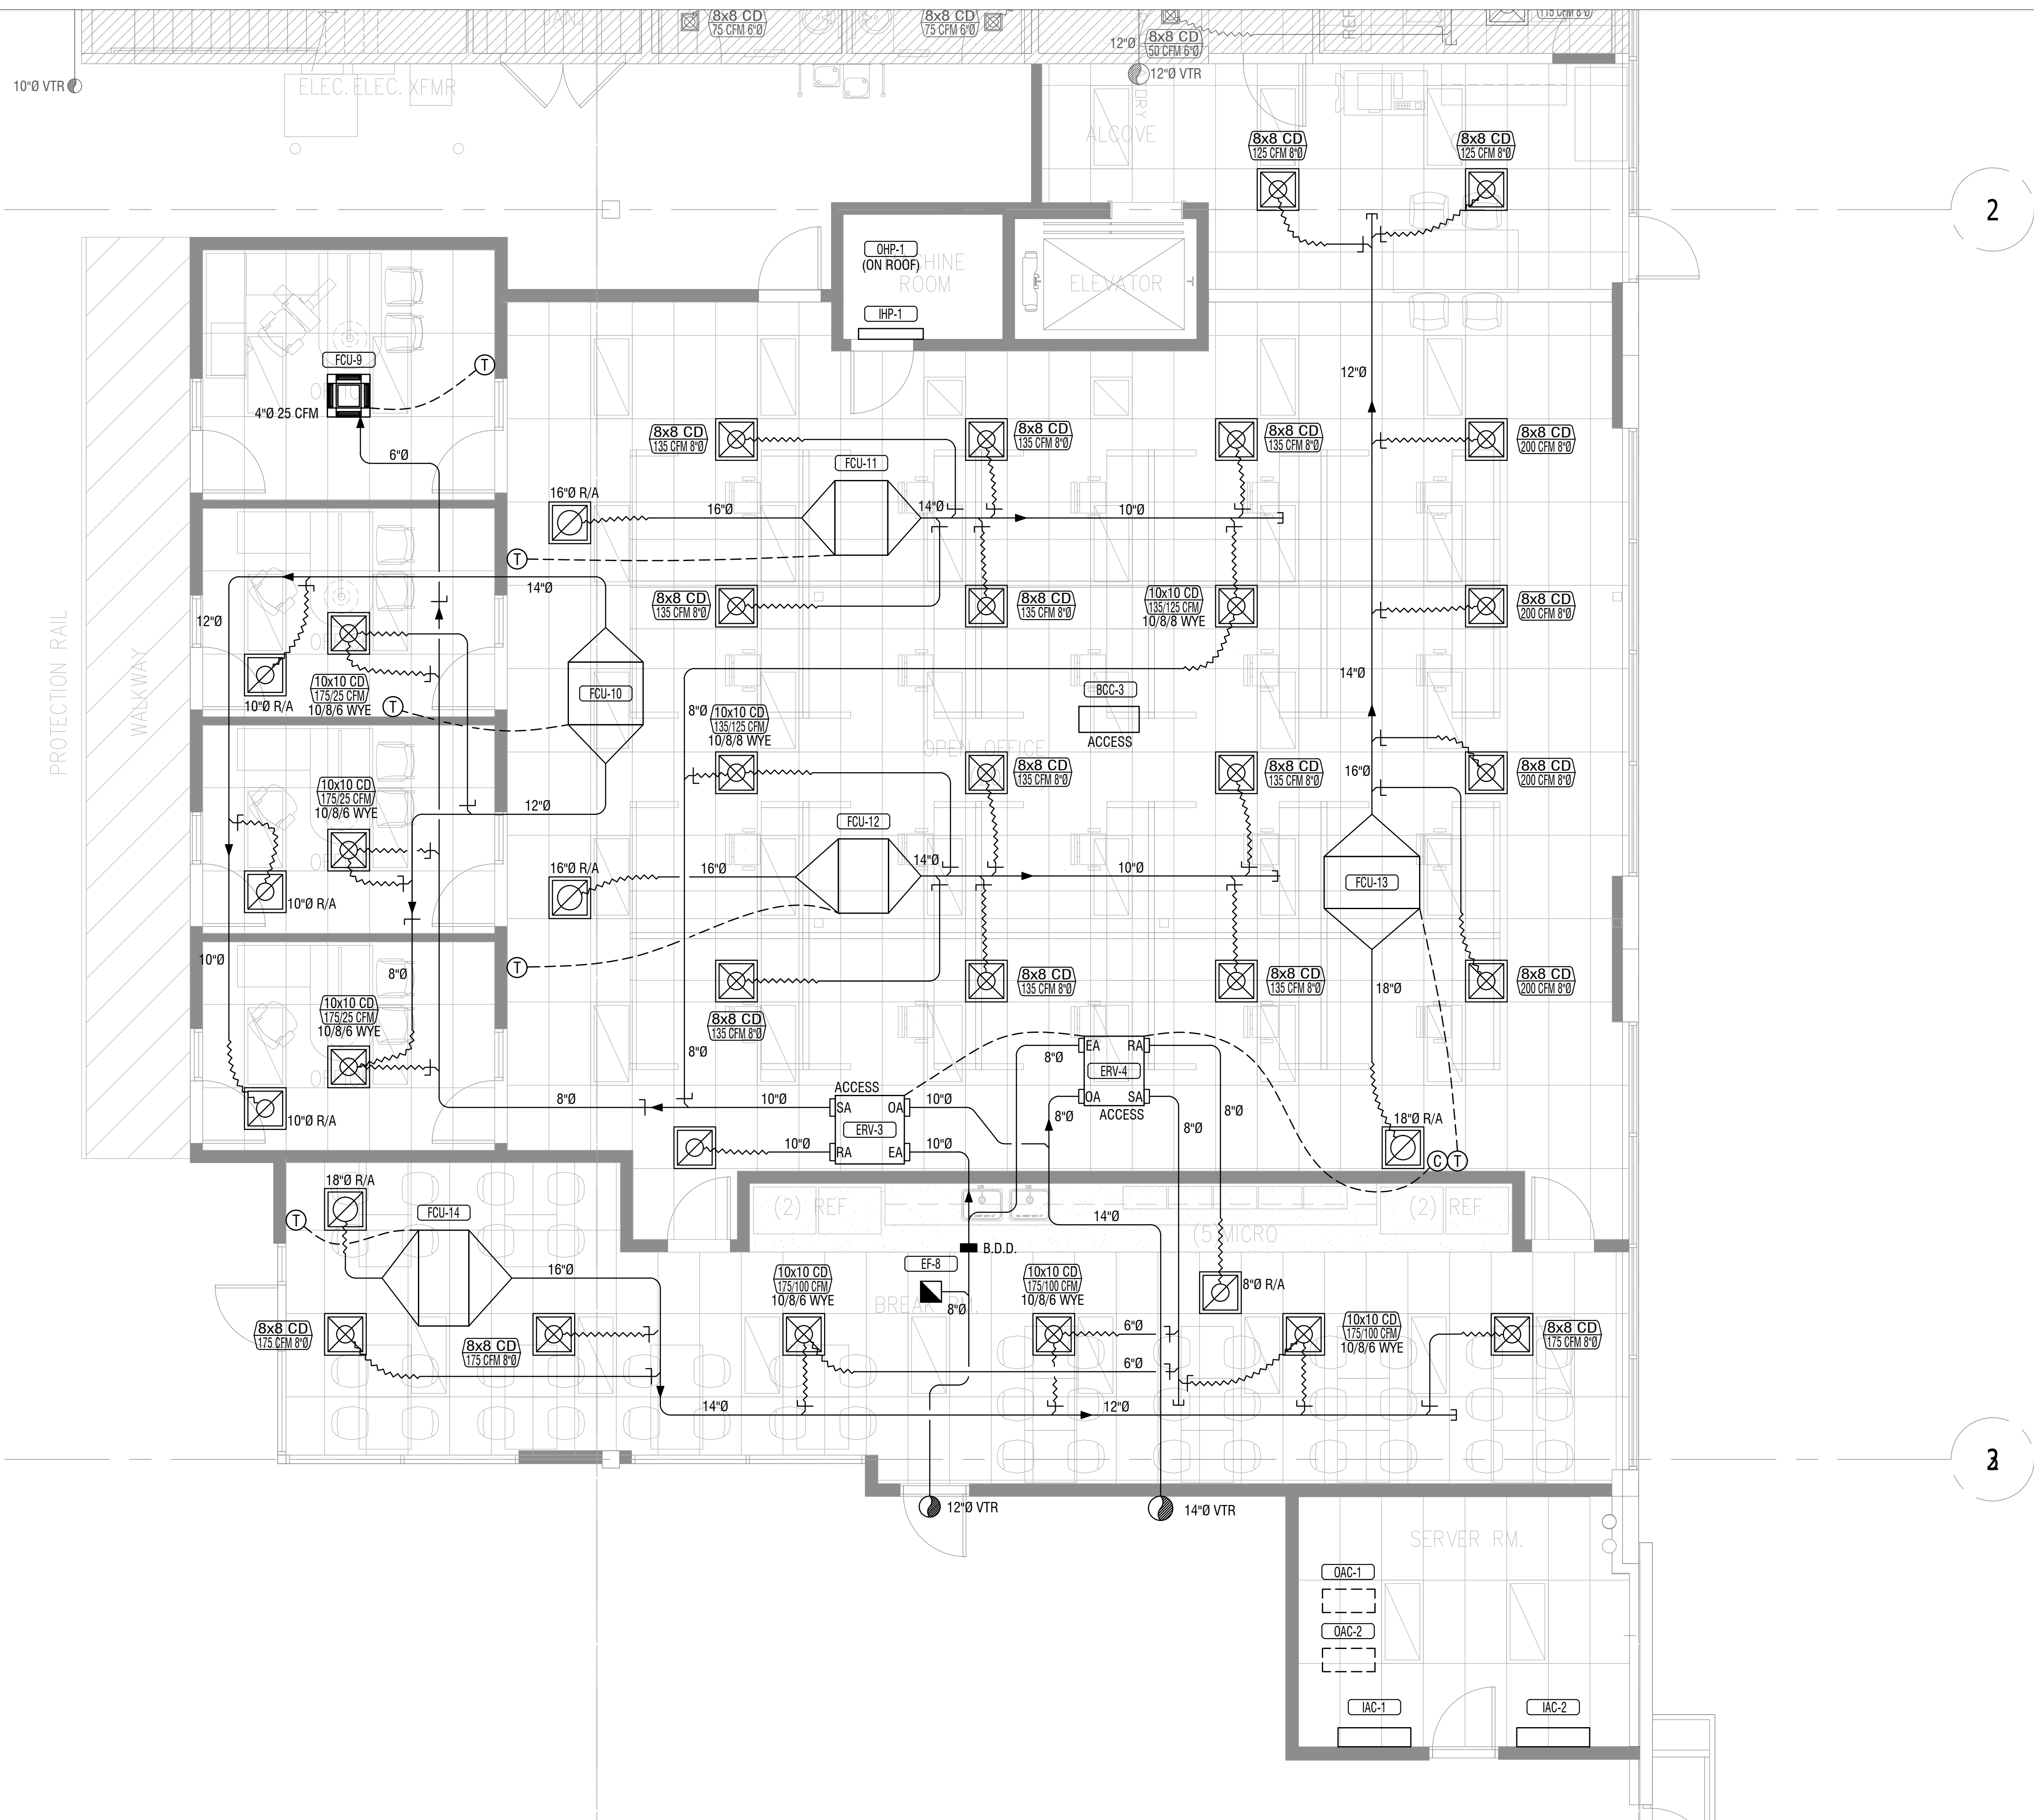 JAN.
8x8 CD
75 CFM 6"Ø
8x8 CD
75 CFM 6"Ø
12"Ø
8x8 CD
50 CFM 6"Ø
REF
115 CFM 8"Ø
10"Ø VTR
ELEC. ELEC. XFMR
12"Ø VTR
ALCOVE
8x8 CD
125 CFM 8"Ø
8x8 CD
125 CFM 8"Ø
2
OHP-1
(ON ROOF)
ROOM
IHP-1
ELEVATOR
FCU-9
4"Ø 25 CFM
6"Ø
12"Ø
8x8 CD
135 CFM 8"Ø
8x8 CD
135 CFM 8"Ø
8x8 CD
135 CFM 8"Ø
8x8 CD
200 CFM 8"Ø
FCU-11
16"Ø R/A
16"Ø
14"Ø
10"Ø
14"Ø
12"Ø
T
T
8x8 CD
135 CFM 8"Ø
8x8 CD
135 CFM 8"Ø
10x10 CD
135/125 CFM
10/8/8 WYE
8x8 CD
200 CFM 8"Ø
PROTECTION RAIL
WALKWAY
10"Ø R/A
10x10 CD
175/25 CFM
10/8/6 WYE
T
FCU-10
8"Ø
10x10 CD
135/125 CFM
10/8/8 WYE
BCC-3
ACCESS
14"Ø
OPEN OFFICE
8x8 CD
135 CFM 8"Ø
8x8 CD
135 CFM 8"Ø
16"Ø
8x8 CD
200 CFM 8"Ø
10x10 CD
175/25 CFM
10/8/6 WYE
12"Ø
FCU-12
16"Ø R/A
16"Ø
14"Ø
10"Ø
FCU-13
10"Ø R/A
10"Ø
8"Ø
T
10x10 CD
175/25 CFM
10/8/6 WYE
8x8 CD
135 CFM 8"Ø
8x8 CD
135 CFM 8"Ø
8x8 CD
135 CFM 8"Ø
18"Ø
8x8 CD
200 CFM 8"Ø
8"Ø
8"Ø
EA RA
ERV-4
OA SA
ACCESS
8"Ø
8"Ø
8"Ø
10"Ø R/A
8"Ø
10"Ø
ACCESS
SA OA
ERV-3
RA EA
10"Ø
10"Ø
10"Ø
18"Ø R/A
C
T
18"Ø R/A
T
FCU-14
16"Ø
(2) REF
14"Ø
(5)MICRO
(2) REF
B.D.D.
EF-8
8"Ø
BREAK RM.
8"Ø R/A
8x8 CD
175 CFM 8"Ø
8x8 CD
175 CFM 8"Ø
10x10 CD
175/100 CFM
10/8/6 WYE
10x10 CD
175/100 CFM
10/8/6 WYE
6"Ø
6"Ø
10x10 CD
175/100 CFM
10/8/6 WYE
8x8 CD
175 CFM 8"Ø
14"Ø
12"Ø
12"Ø VTR
14"Ø VTR
SERVER RM.
OAC-1
OAC-2
IAC-1
IAC-2